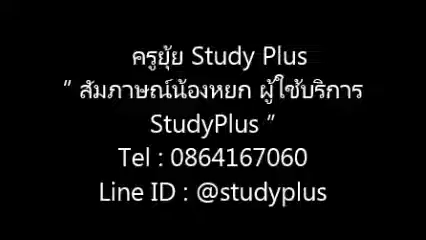 ครูยุ้ย Study Plus
" สัมภาษณ์น้องหยก ผู้ใช้บริการ
StudyPlus "
Tel : 0864167060
Line ID : @studyplus